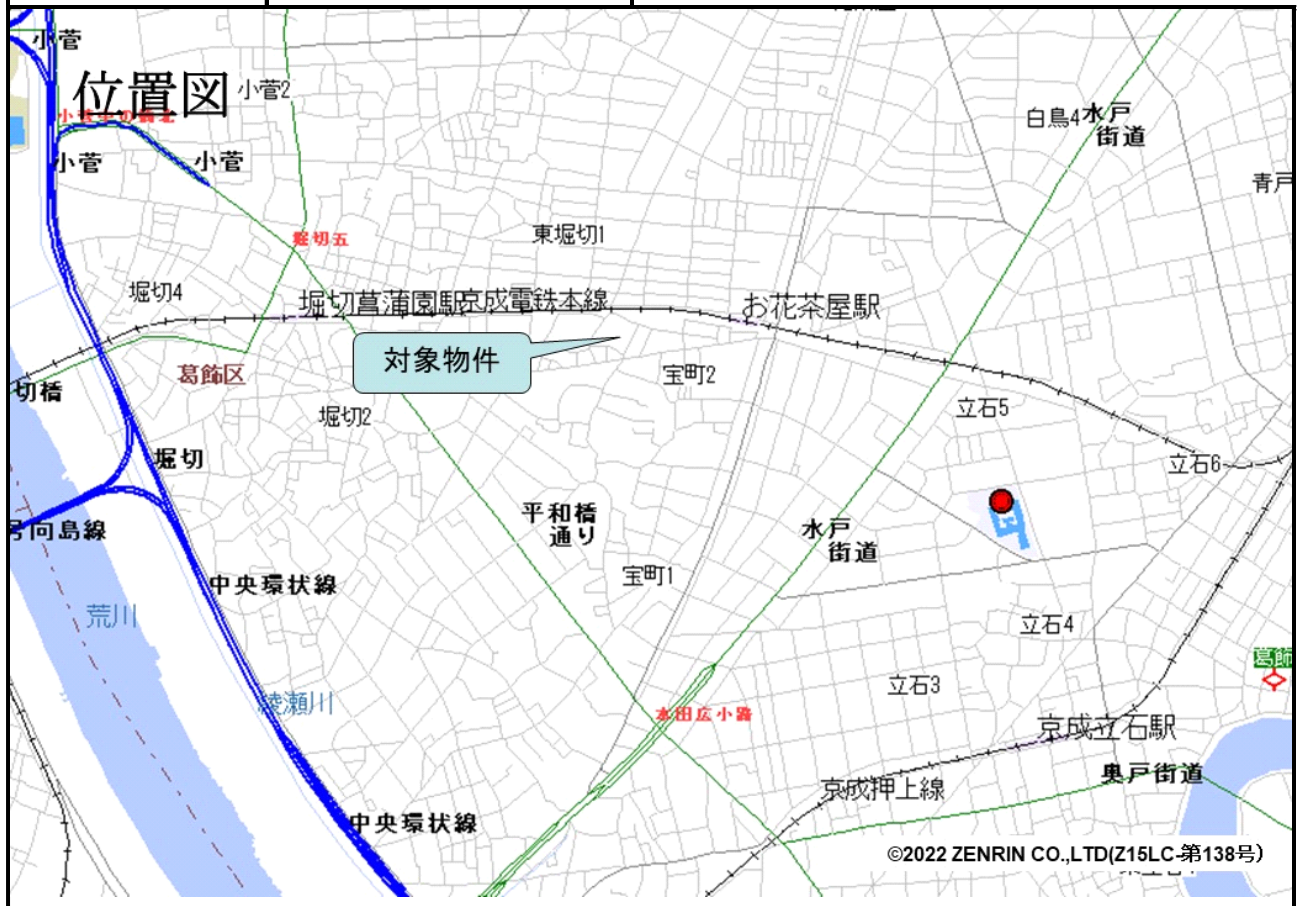 小菅
位置図
小菅2
小菅
小菅
白鳥4
水戸
街道
青戸
堀切五
東堀切1
堀切4
堀切菖蒲園駅
京成電鉄本線
お花茶屋駅
対象物件
葛飾区
宝町2
切橋
堀切2
立石5
堀切
立石6
号向島線
平和橋
通り
水戸
街道
中央環状線
宝町1
荒川
立石4
葛飾
綾瀬川
立石3
本田広小路
京成立石駅
奥戸街道
京成押上線
中央環状線
©2022 ZENRIN CO.,LTD(Z15LC-第138号)